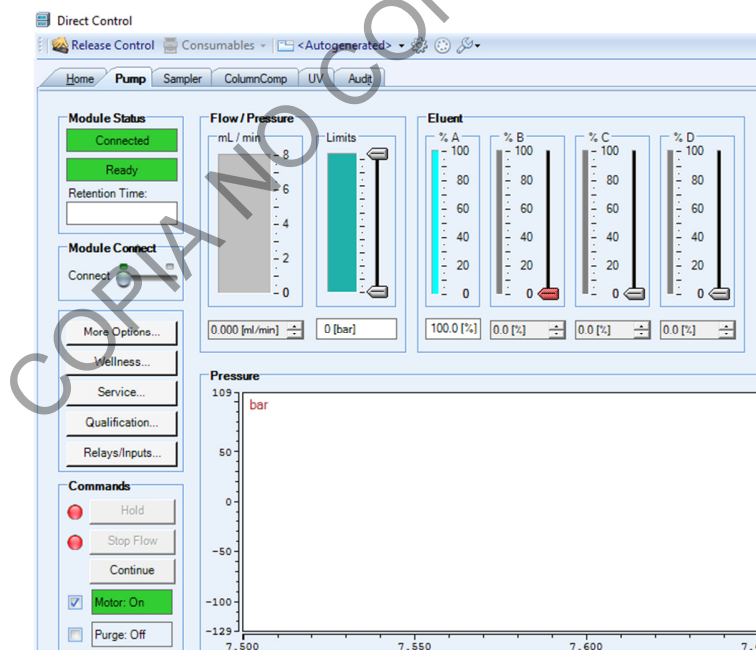 Direct Control
Release Control Consumables <Autogenerated>
Home Pump Sampler ColumnComp UV Audit
Module Status
Connected
Ready
Retention Time:
Module Connect
Connect
More Options...
Wellness...
Service...
Qualification...
Relays/Inputs...
Commands
Hold
Stop Flow
Continue
Motor: On
Purge: Off
Flow / Pressure
mL / min Limits
8
6
4
2
0
0.000 [ml/min] 0 [bar]
Eluent
% A % B % C % D
100 100 100 100
80 80 80 80
60 60 60 60
40 40 40 40
20 20 20 20
0 0 0 0
100.0 [%] 0.0 [%] 0.0 [%] 0.0 [%]
Pressure
109
bar
50
0
-50
-100
-129
7.500 7.550 7.600
COPIA NO CO